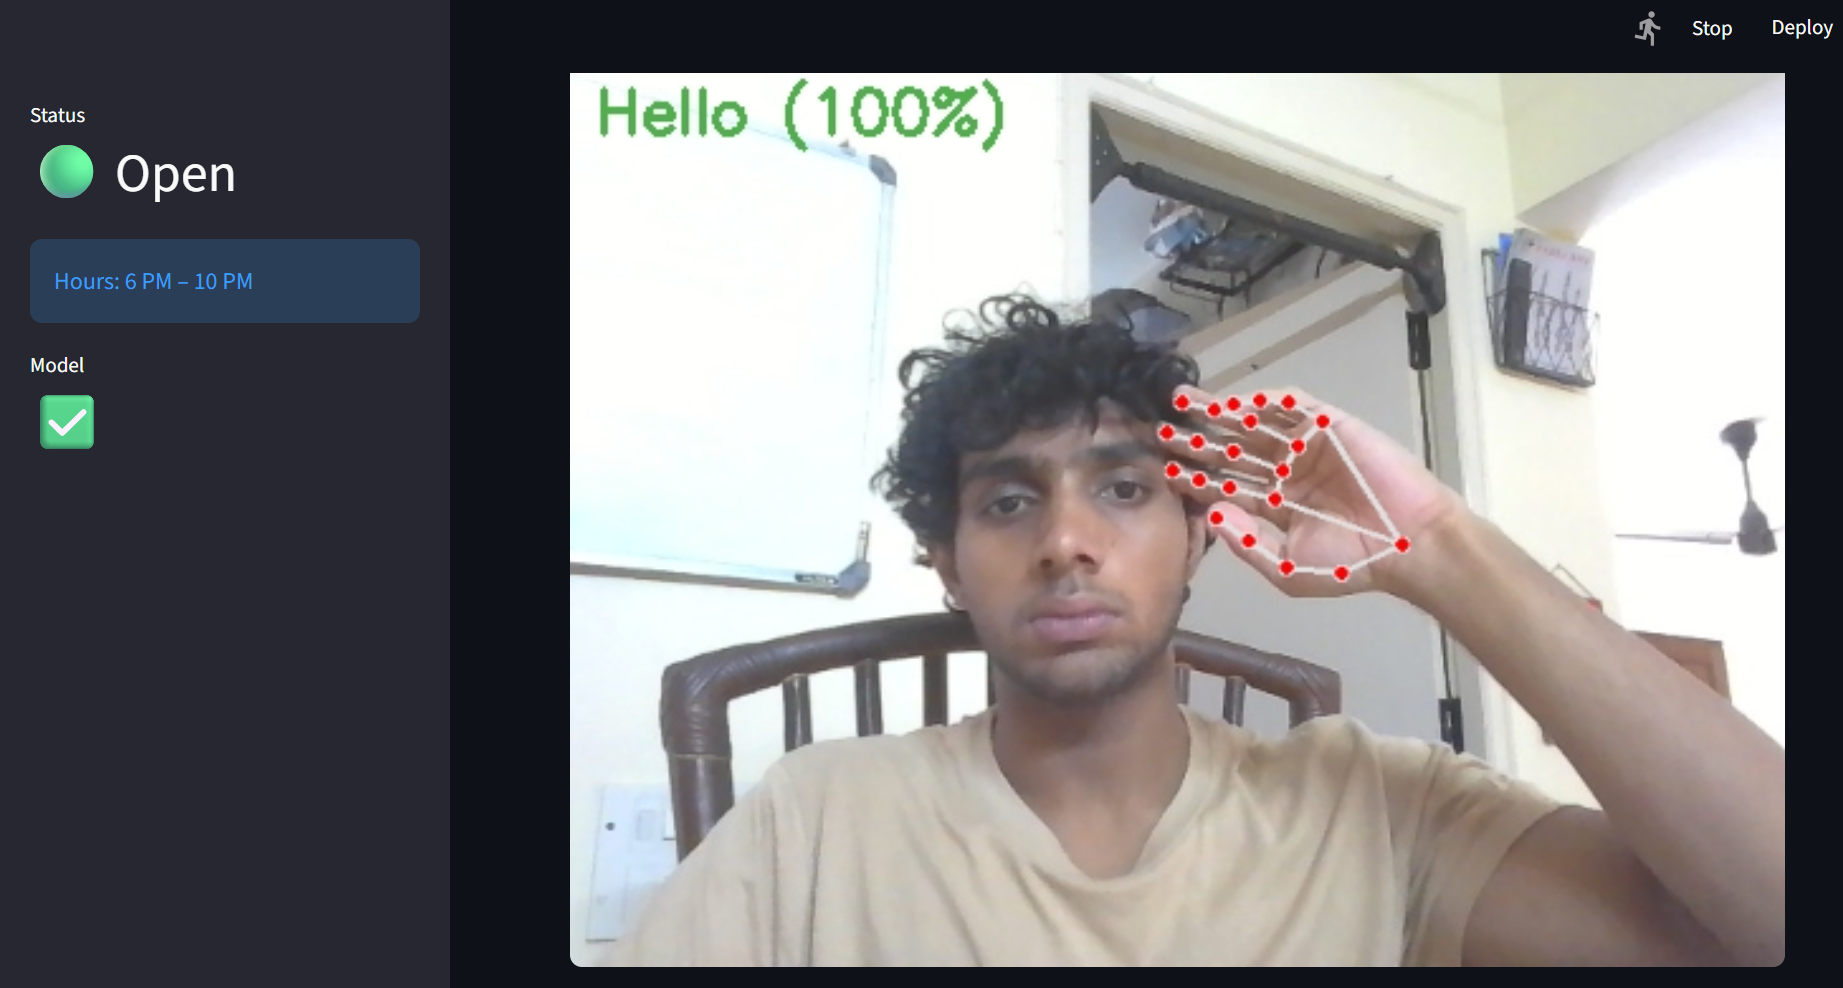 Stop
Deploy
Status
Open
Hours: 6 PM – 10 PM
Model
Hello (100%)